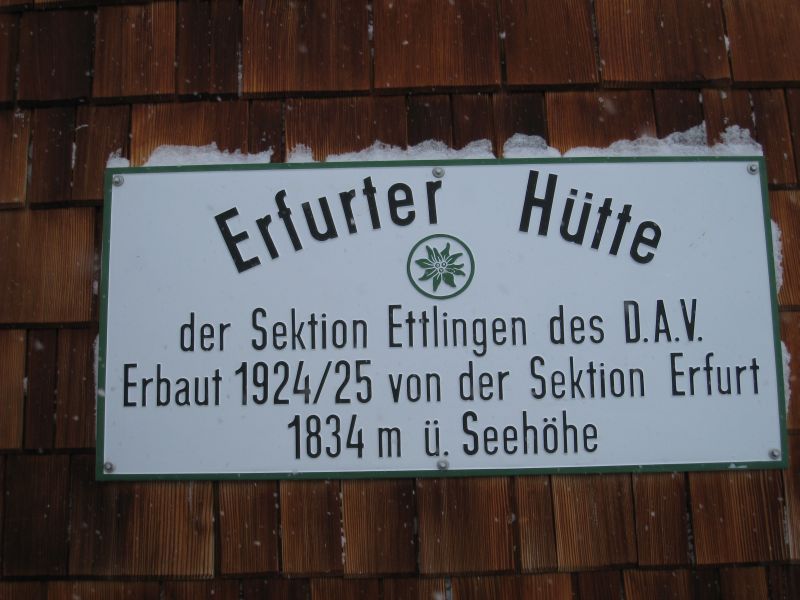 Erfurter Hütte
der Sektion Ettlingen des D.A.V.
Erbaut 1924/25 von der Sektion Erfurt
1834 m ü. Seehöhe